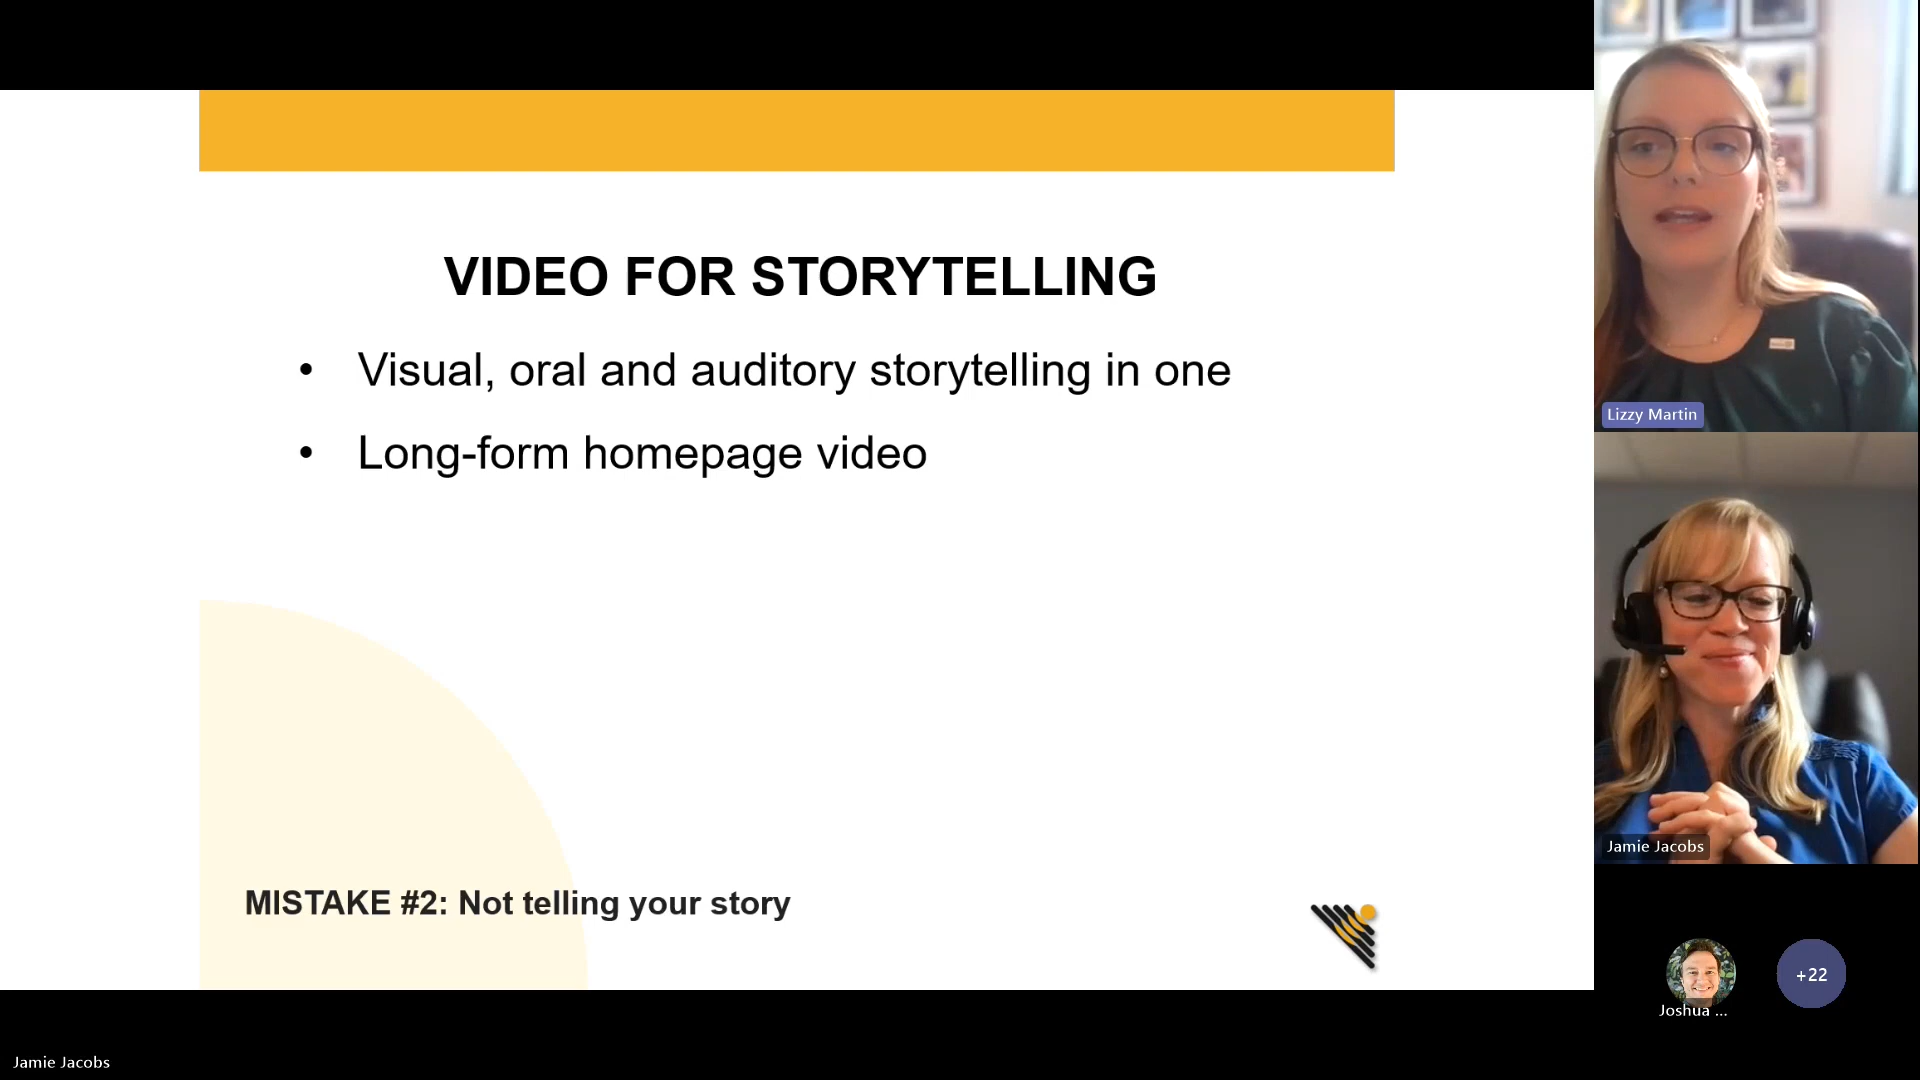 VIDEO FOR STORYTELLING
• Visual, oral and auditory storytelling in one
• Long-form homepage video
MISTAKE #2: Not telling your story
Lizzy Martin
Jamie Jacobs
Joshua ...
+22
Jamie Jacobs